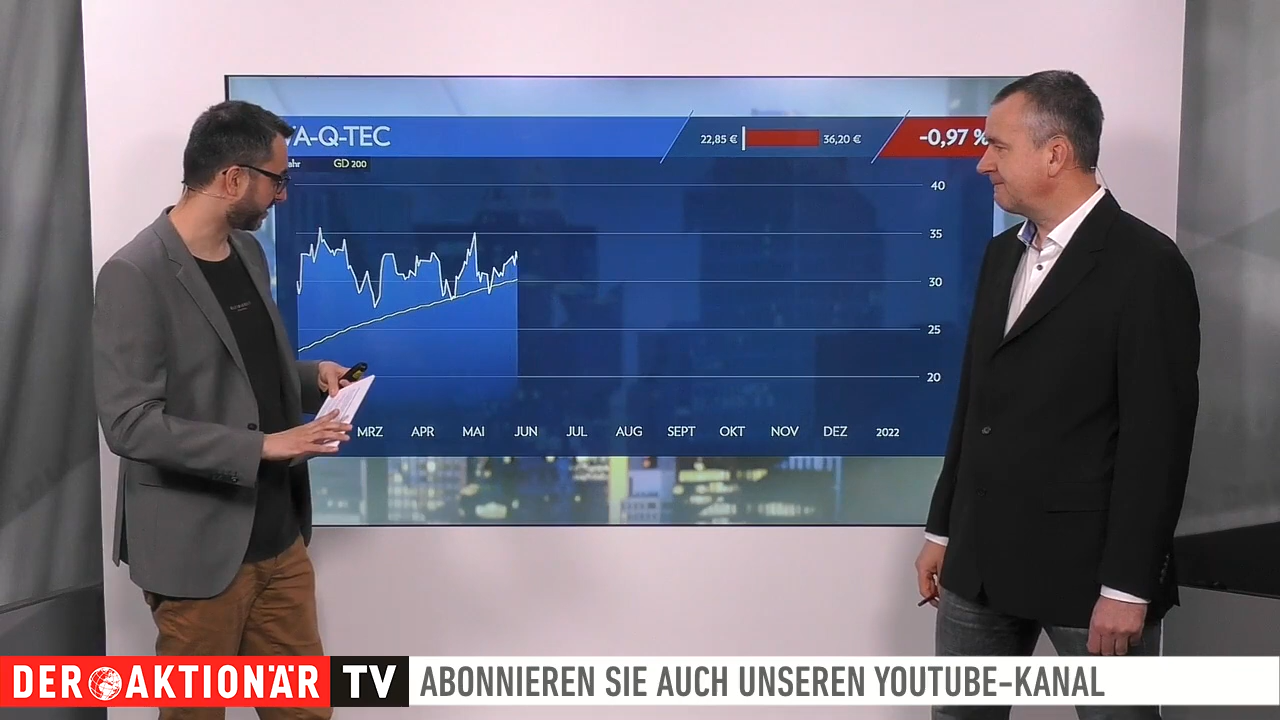 VA-Q-TEC
22,85 € 36,20 €
-0,97 %
ahr GD 200
40
35
30
25
20
MRZ APR MAI JUN JUL AUG SEPT OKT NOV DEZ 2022
DER AKTIONÄR TV
ABONNIEREN SIE AUCH UNSEREN YOUTUBE-KANAL